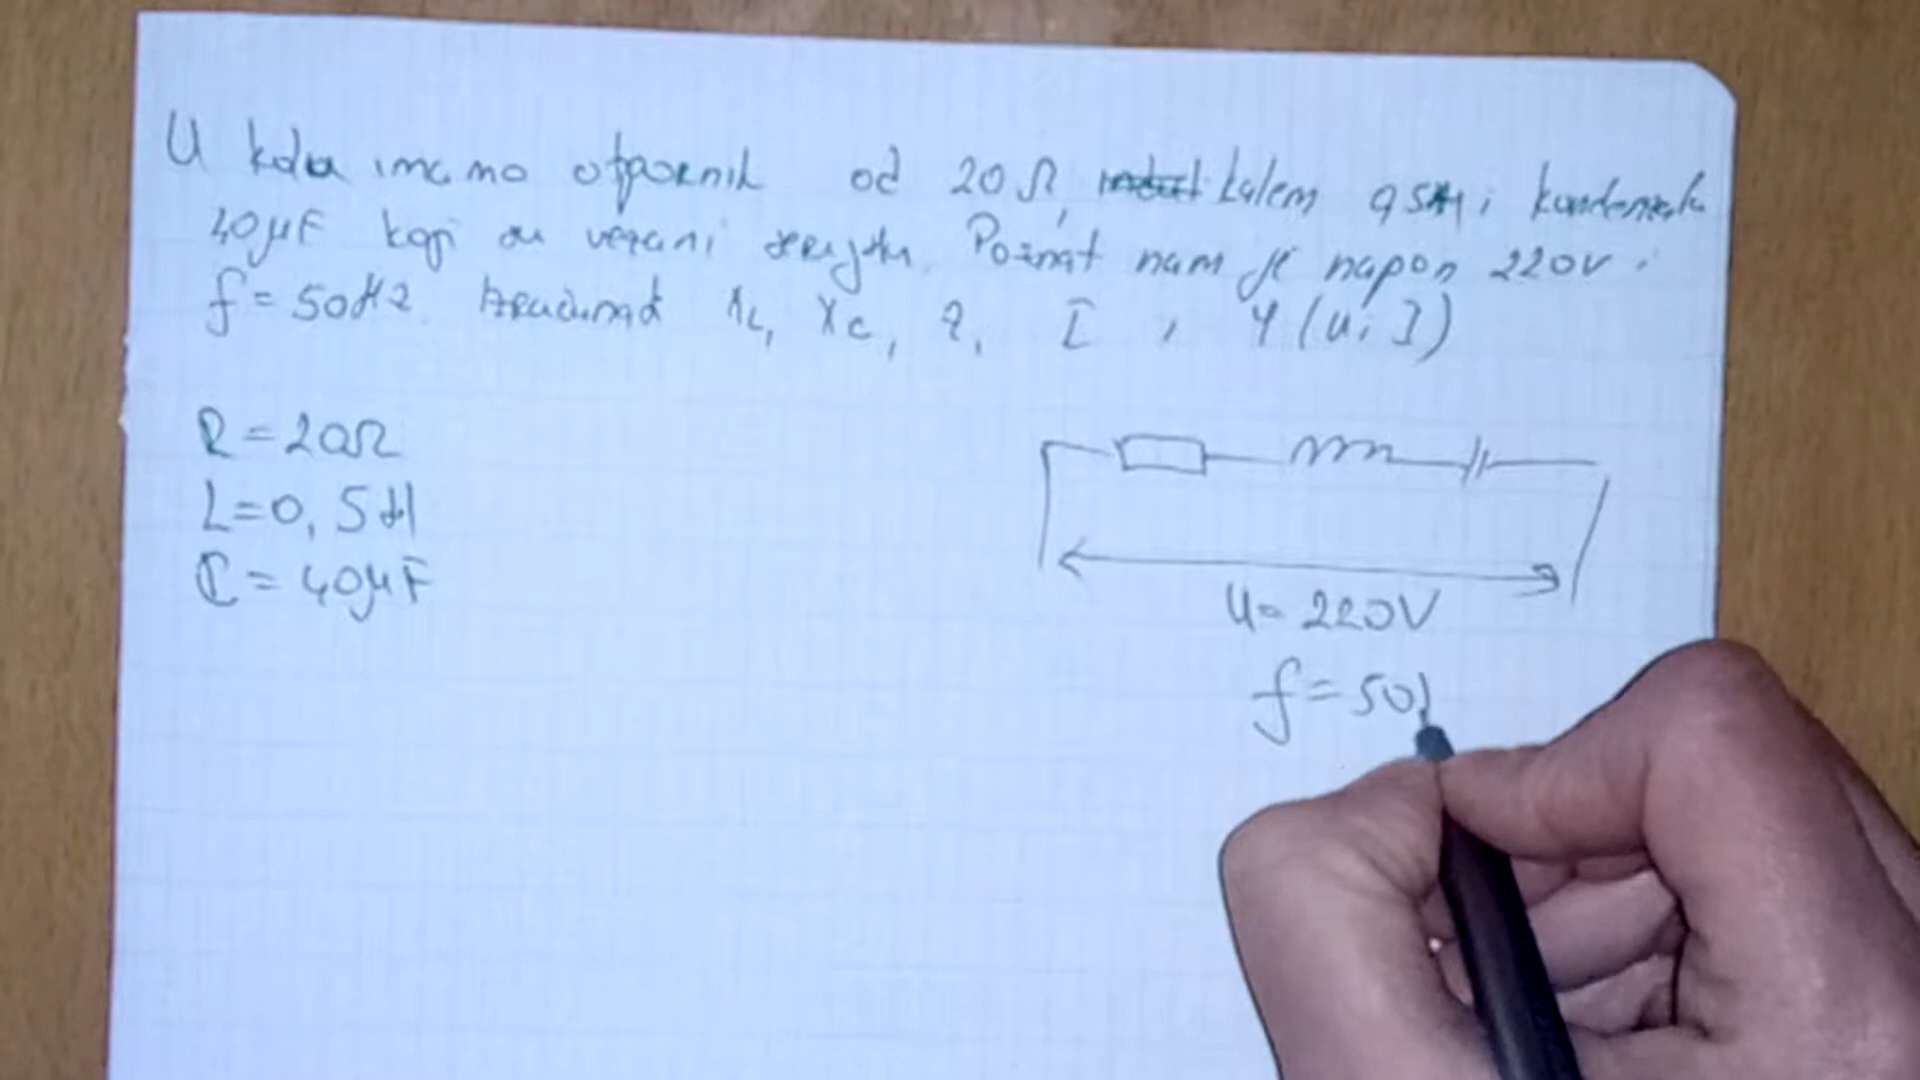 U kolu imamo otpornik od 20 Ω, kalem 0,5H i kondenzator
40μF koji su vezani serijski. Poznat nam je napon 220V i
f = 50Hz. Izračunat XL, XC, Z, I i φ (U i I)
R = 20Ω
L = 0,5H
C = 40μF
U = 220V
f = 50